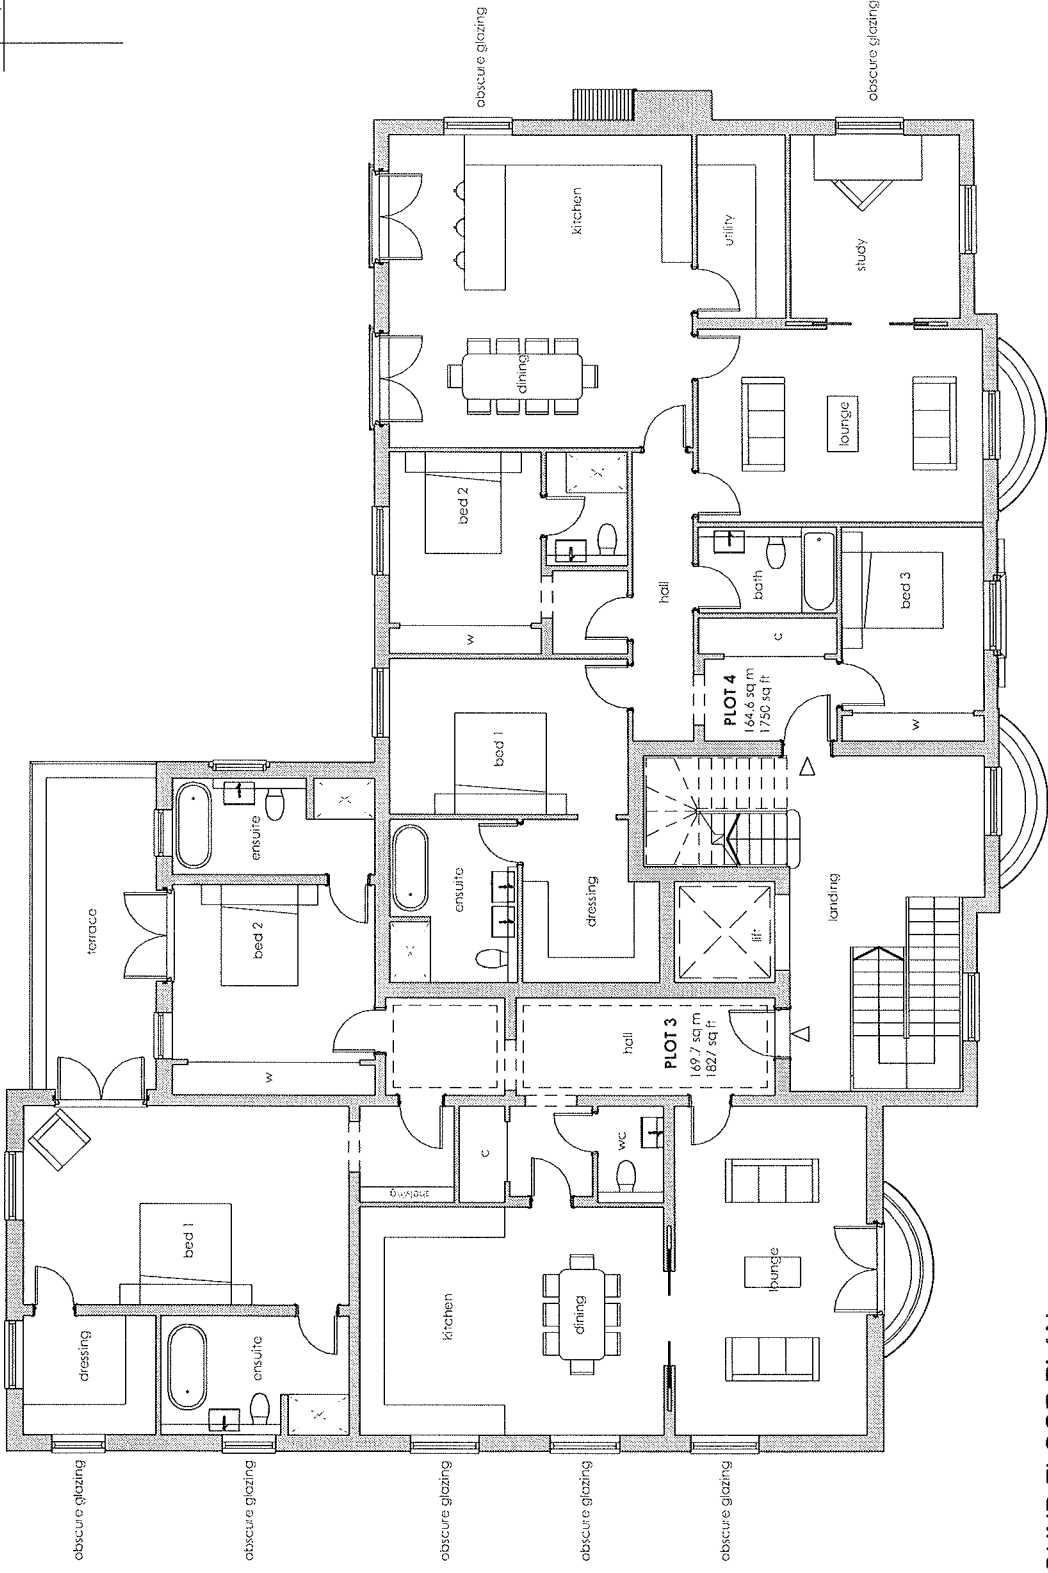 obscure glazing
obscure glazing
kitchen
utility
study
dining
lounge
bed 2
w
hall
bath
c
bed 3
w
PLOT 4
164.6 sq m
1750 sq ft
bed 1
ensuite
dressing
lift
landing
terrace
ensuite
bed 2
w
hall
PLOT 3
169.7 sq m
1827 sq ft
bed 1
shelving
c
wc
dressing
ensuite
kitchen
dining
lounge
obscure glazing
obscure glazing
obscure glazing
obscure glazing
obscure glazing
FLOOR PLAN